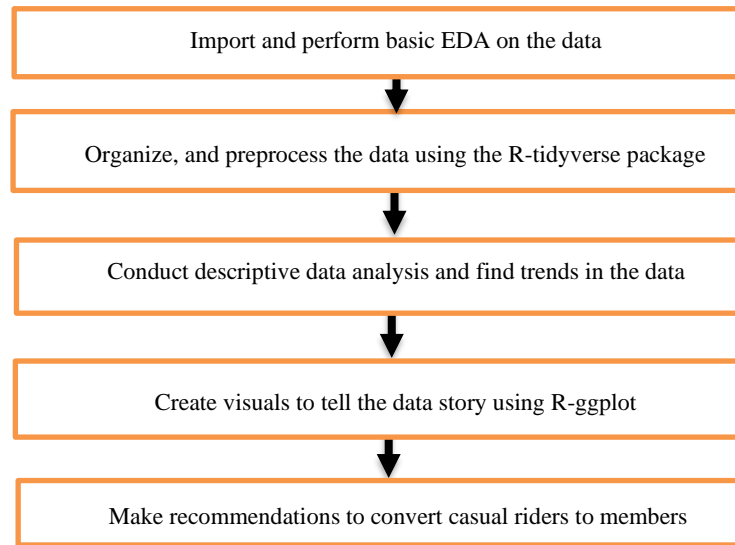 Import and perform basic EDA on the data
Organize, and preprocess the data using the R-tidyverse package
Conduct descriptive data analysis and find trends in the data
Create visuals to tell the data story using R-ggplot
Make recommendations to convert casual riders to members